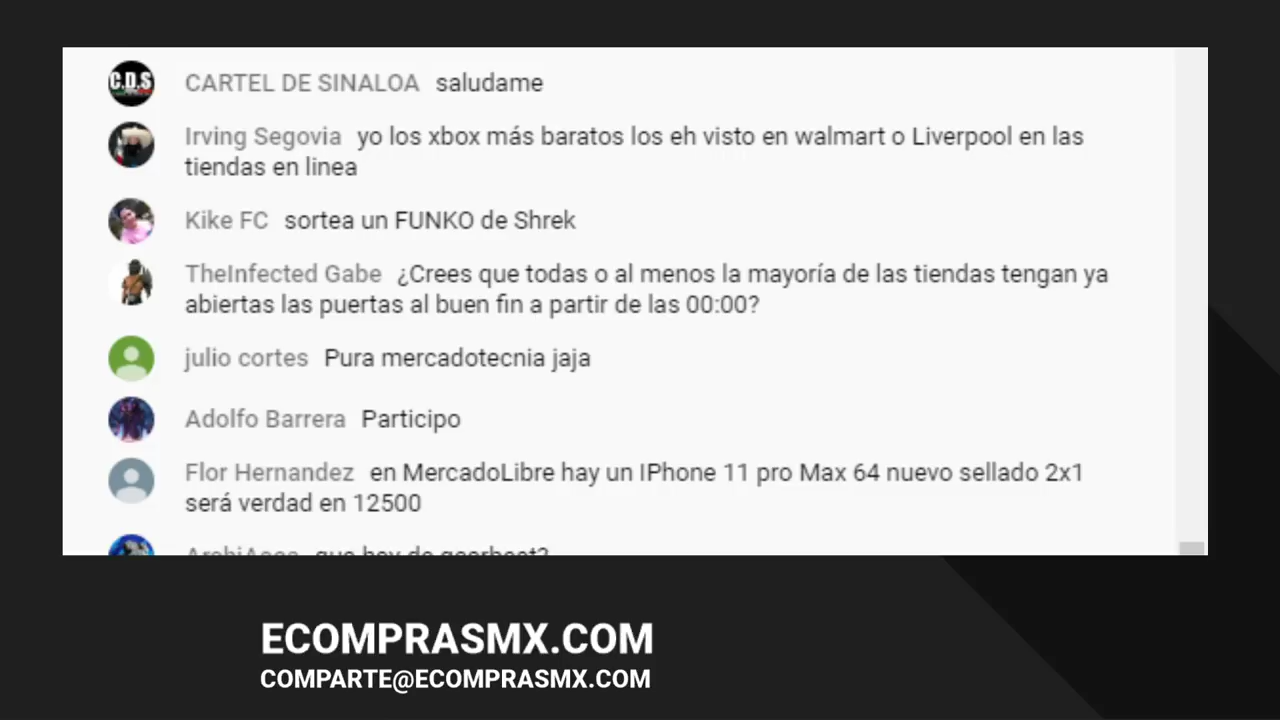 C.D.S
CARTEL DE SINALOA saludame
Irving Segovia yo los xbox más baratos los eh visto en walmart o Liverpool en las
tiendas en linea
Kike FC sortea un FUNKO de Shrek
TheInfected Gabe ¿Crees que todas o al menos la mayoría de las tiendas tengan ya
abiertas las puertas al buen fin a partir de las 00:00?
julio cortes Pura mercadotecnia jaja
Adolfo Barrera Participo
Flor Hernandez en MercadoLibre hay un IPhone 11 pro Max 64 nuevo sellado 2x1
será verdad en 12500
que hay de gearbest?
ECOMPRASMX.COM
COMPARTE@ECOMPRASMX.COM